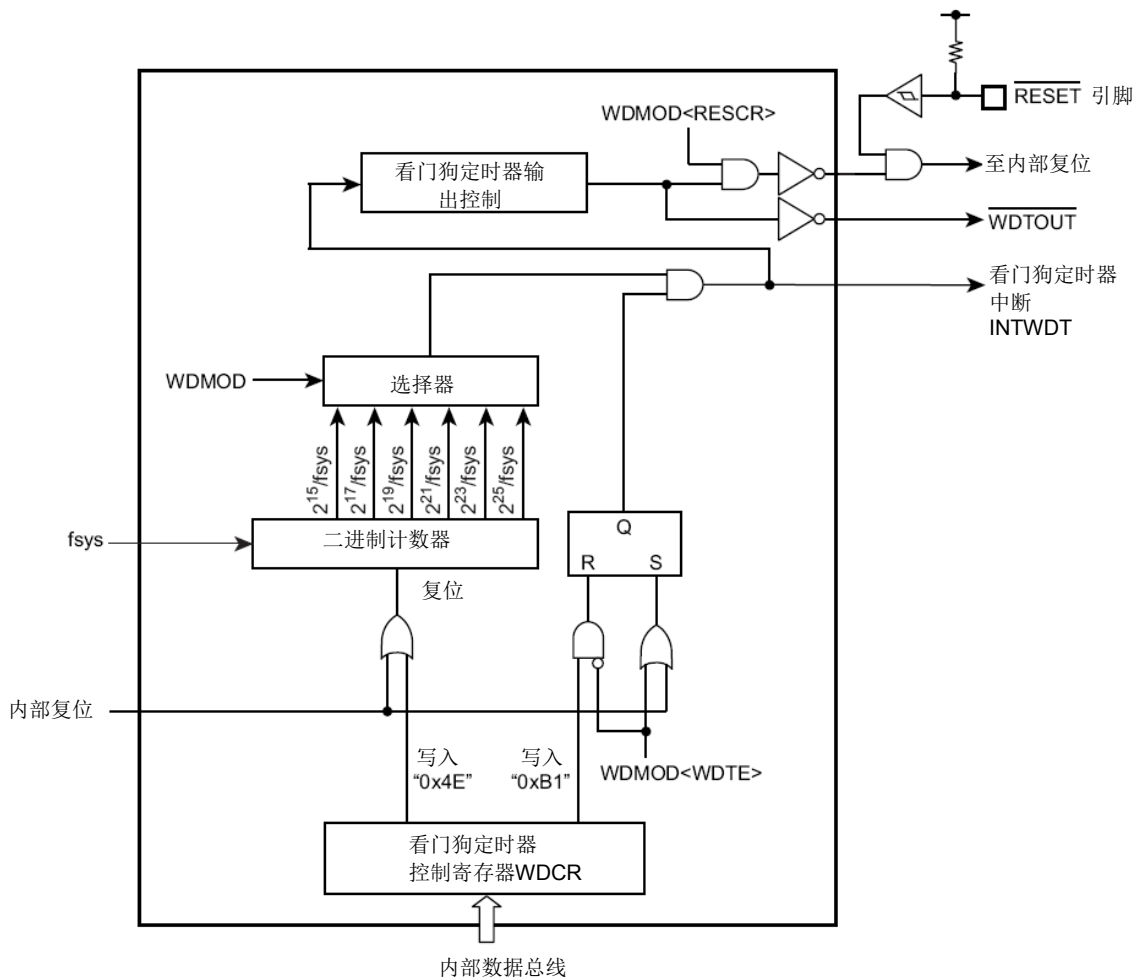 RESET 引脚
WDMOD<RESCR>
看门狗定时器输
出控制
至内部复位
WDTOUT
看门狗定时器
中断
INTWDT
WDMOD
选择器
2^15/fsys
2^17/fsys
2^19/fsys
2^21/fsys
2^23/fsys
2^25/fsys
fsys
二进制计数器
Q
R
S
复位
内部复位
写入
“0x4E”
写入
“0xB1”
WDMOD<WDTE>
看门狗定时器
控制寄存器WDCR
内部数据总线